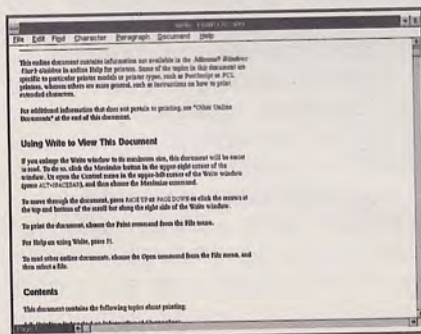 File Edit Find Character Paragraph Document Help
This online document contains information not available in the Microsoft Windows
or in online Help for printers. Some of the topics in this document are
specific to particular printer models or printer types, such as PostScript or PCL
printers, whereas others are more general, such as instructions on how to print
extended characters.
For additional information that does not pertain to printing, see "Other Online
Documents" at the end of this document.
Using Write to View This Document
If you enlarge the Write window to its maximum size, this document will be easier
to read. To do so, click the Maximize button in the upper-right corner of the
window. Or open the Control menu in the upper-left corner of the Write window
(press ALT+SPACEBAR), and then choose the Maximize command.
To move through the document, press PAGE UP or PAGE DOWN or click the arrows at
the top and bottom of the scroll bar along the right side of the Write window.
To print the document, choose the Print command from the File menu.
For Help on using Write, press F1.
To read other online documents, choose the Open command from the File menu, and
then select a file.
Contents
This document contains the following topics about printing: